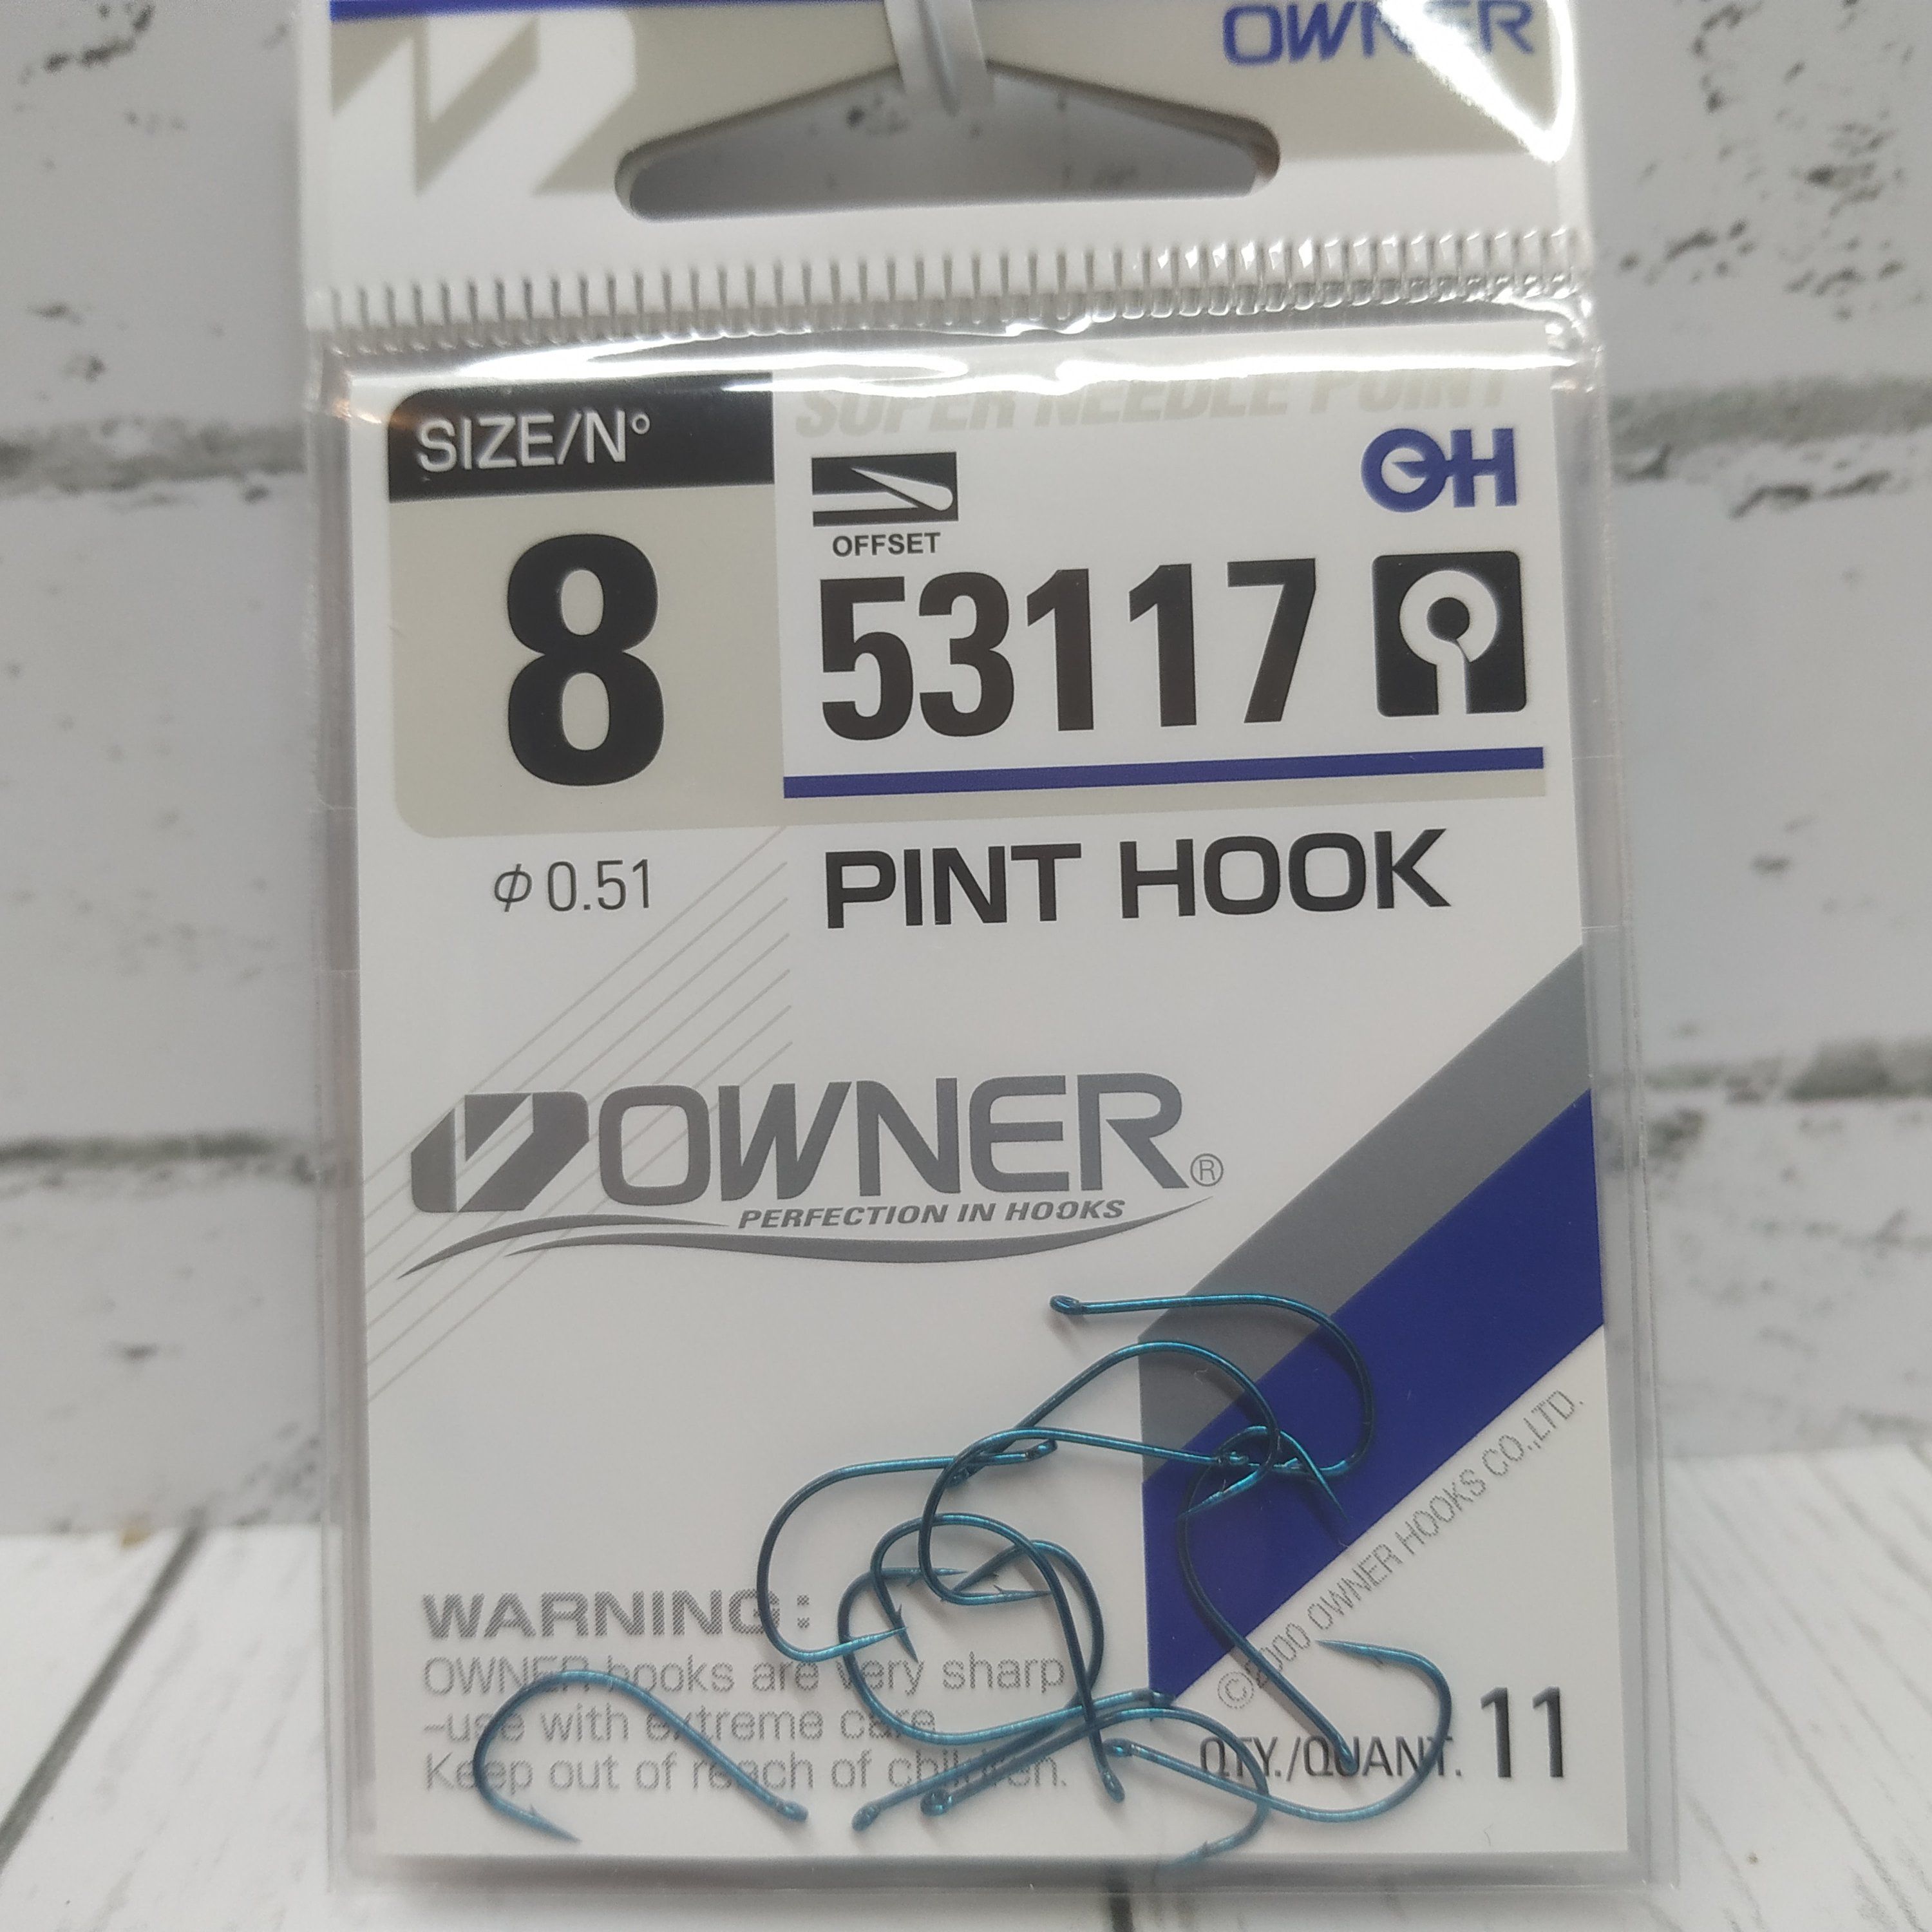 OWNER
SUPER NEEDLE POINT
SIZE/N°
8
OFFSET
53117
φ0.51
PINT HOOK
OWNER®
PERFECTION IN HOOKS
WARNING:
OWNER hooks are very sharp
-use with extreme care.
Keep out of reach of children.
©2000 OWNER HOOKS CO.,LTD.
QTY./QUANT. 11